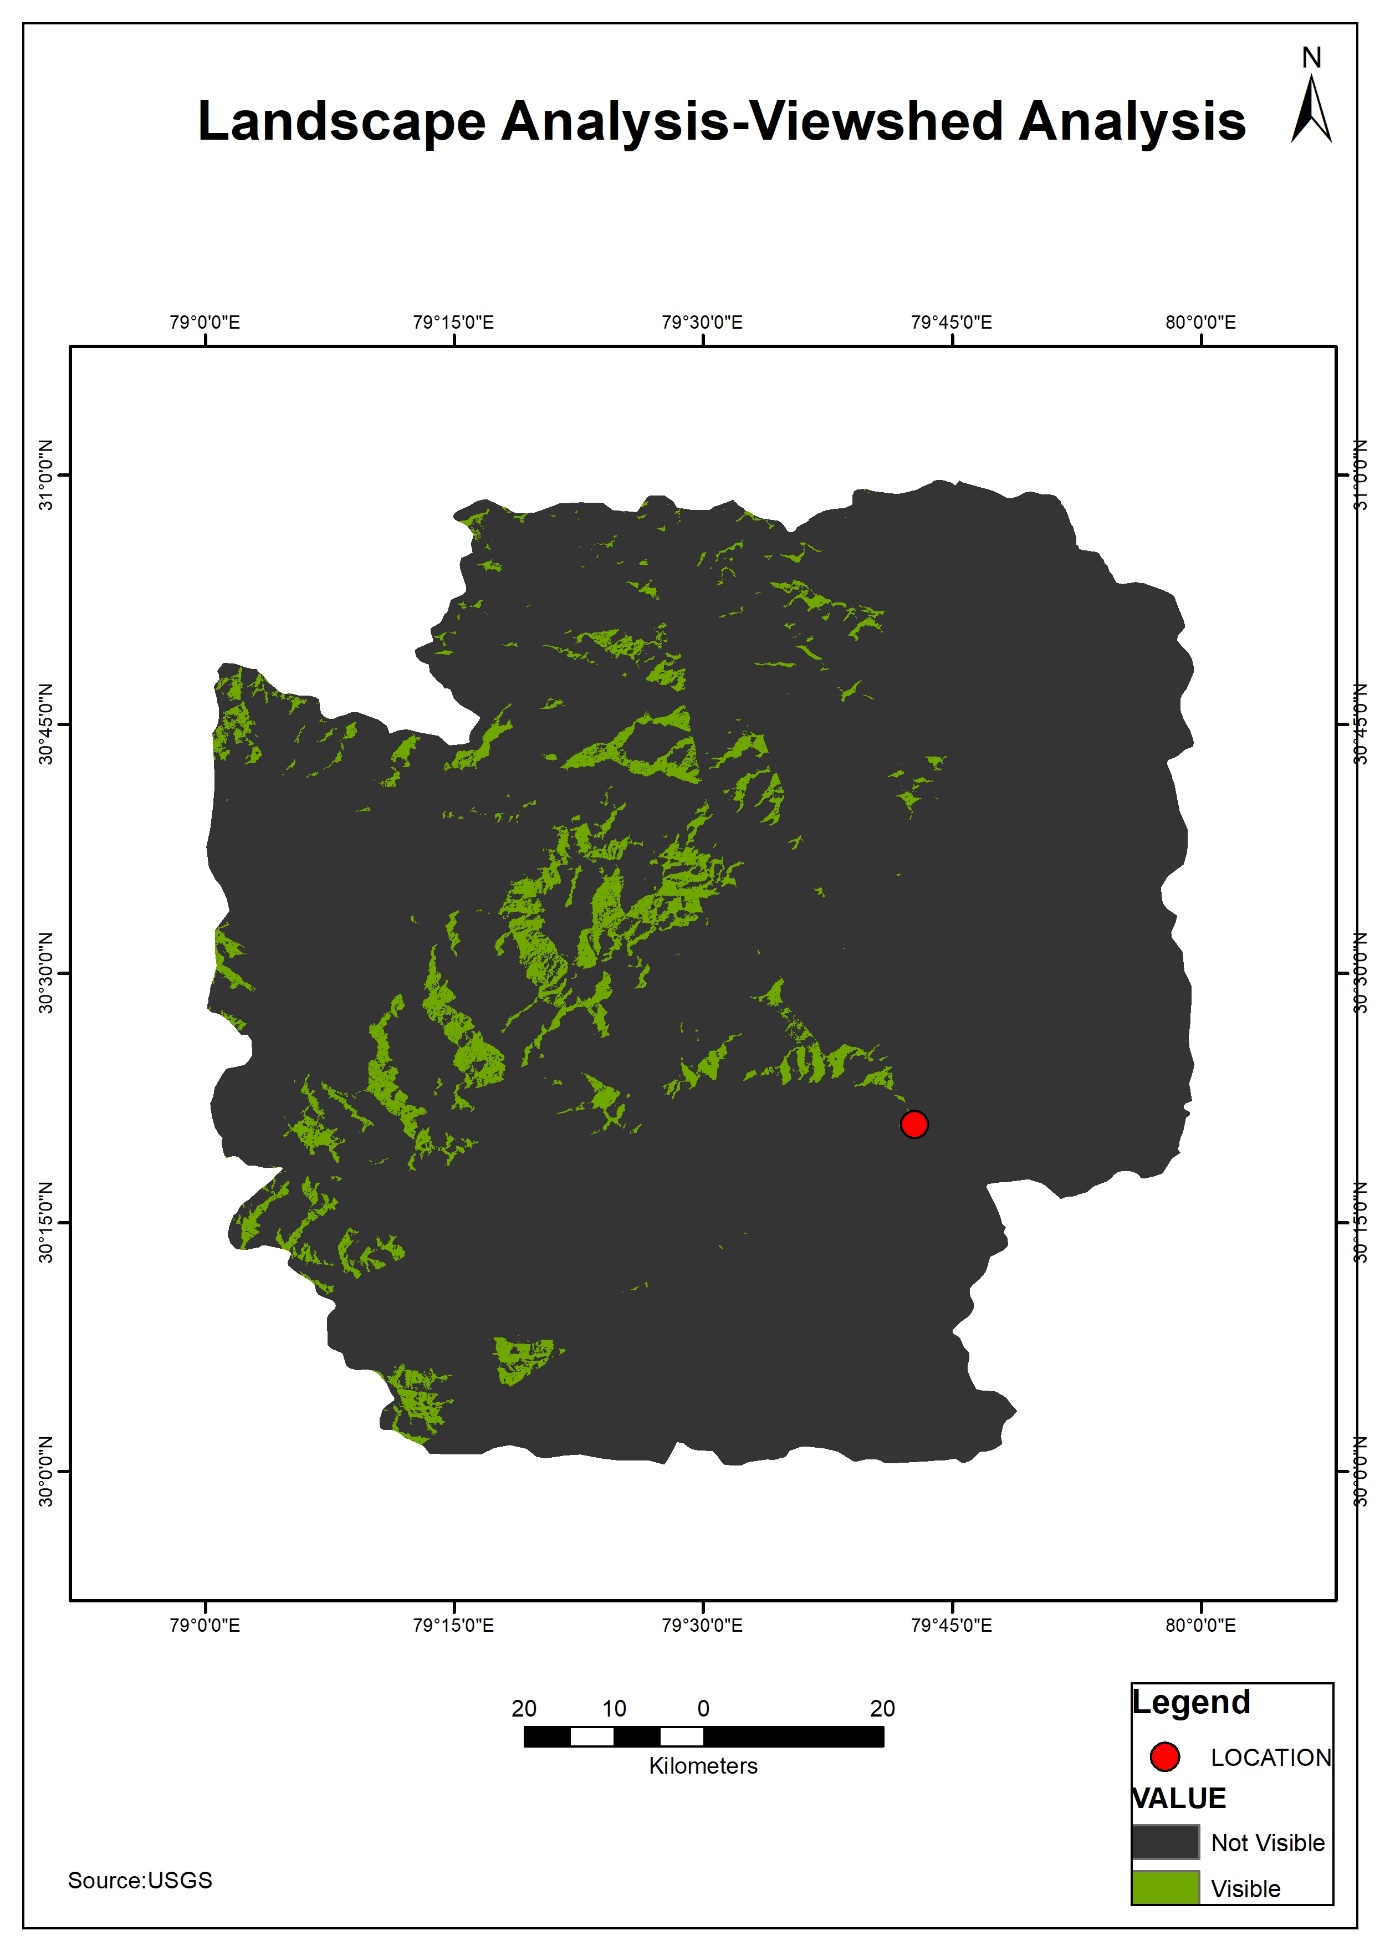 N
Landscape Analysis-Viewshed Analysis
79°0'0"E 79°15'0"E 79°30'0"E 79°45'0"E 80°0'0"E
31°0'0"N 31°0'0"N
30°45'0"N 30°45'0"N
30°30'0"N 30°30'0"N
30°15'0"N 30°15'0"N
30°0'0"N 30°0'0"N
79°0'0"E 79°15'0"E 79°30'0"E 79°45'0"E 80°0'0"E
20 10 0 20
Kilometers
Legend
LOCATION
VALUE
Not Visible
Visible
Source:USGS